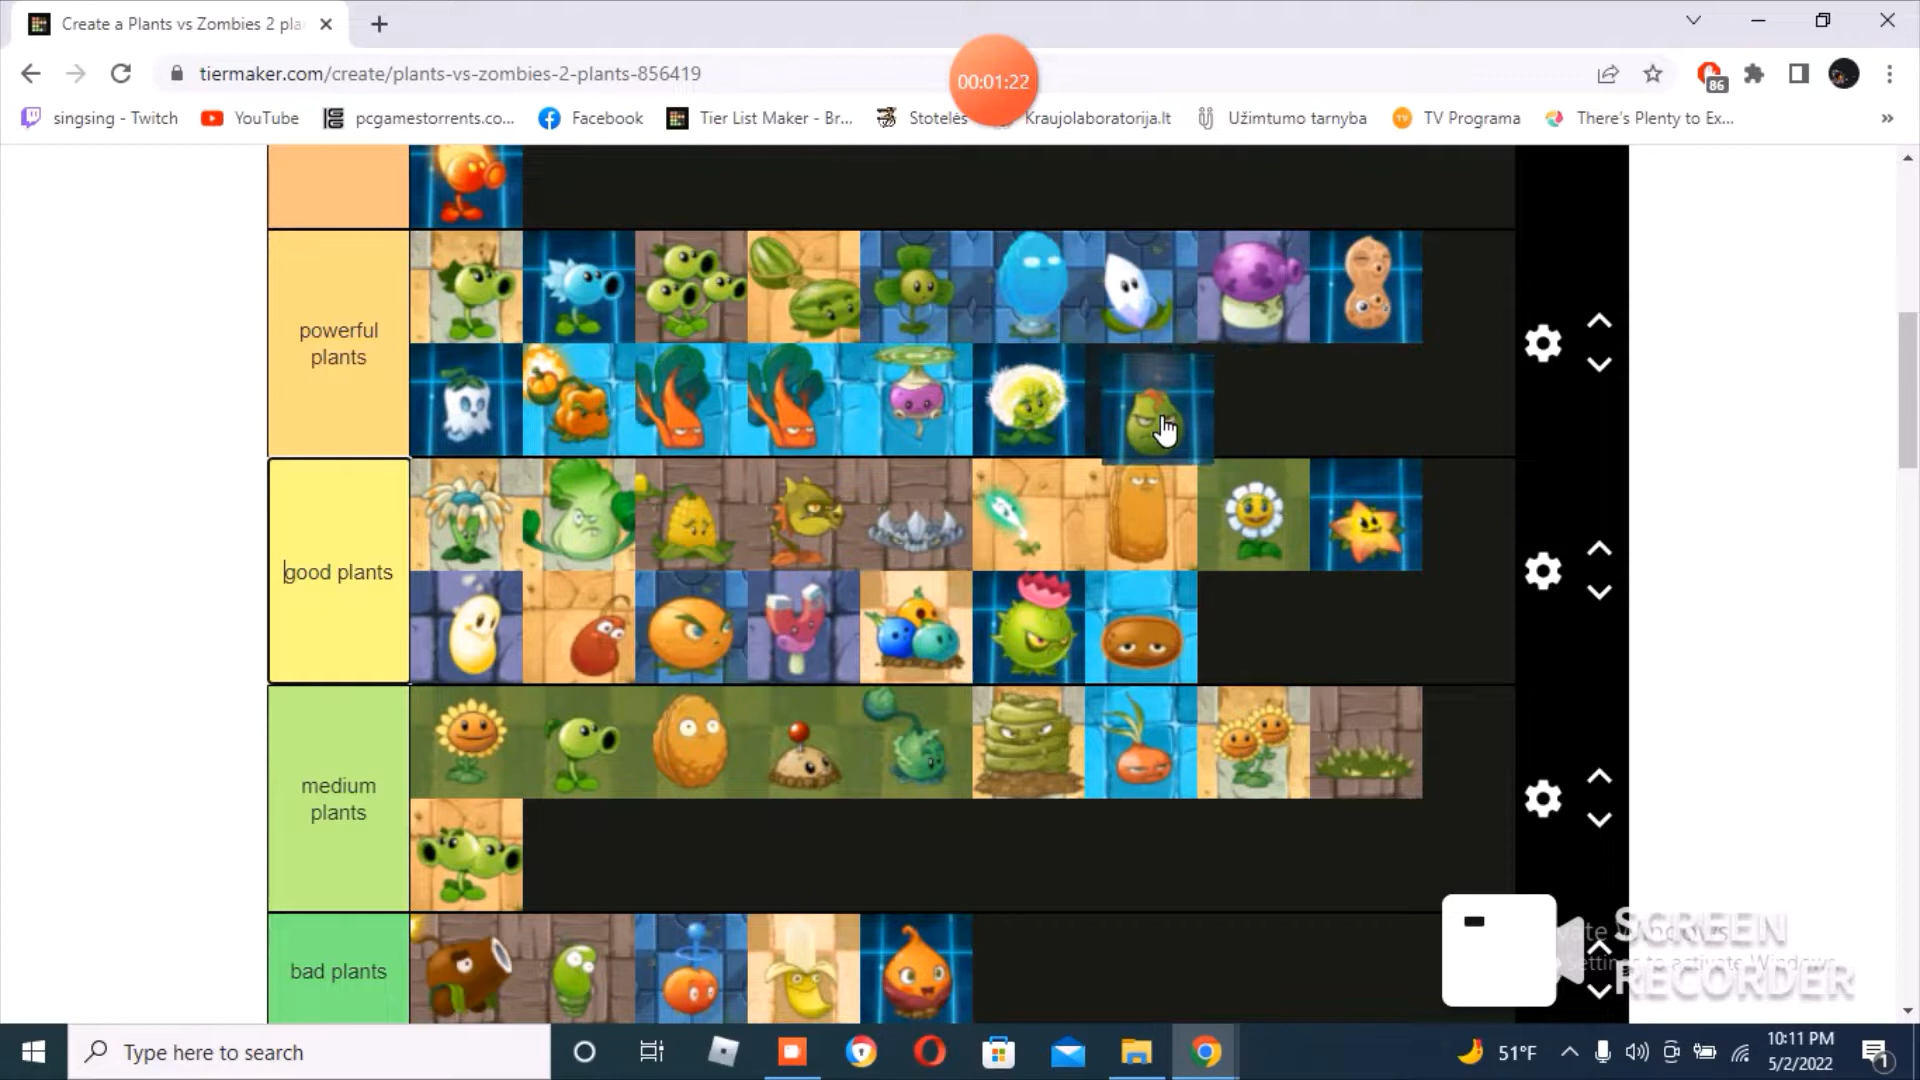 Create a Plants vs Zombies 2 pla
tiermaker.com/create/plants-vs-zombies-2-plants-856419
00:01:22
86
singsing - Twitch
YouTube
pcgamestorrents.co...
Facebook
Tier List Maker - Br...
Stotelės
Kraujolaboratorija.lt
Užimtumo tarnyba
TV Programa
There's Plenty to Ex...
powerful
plants
good plants
medium
plants
bad plants
SCREEN
RECORDER
Type here to search
51°F
10:11 PM
5/2/2022
1